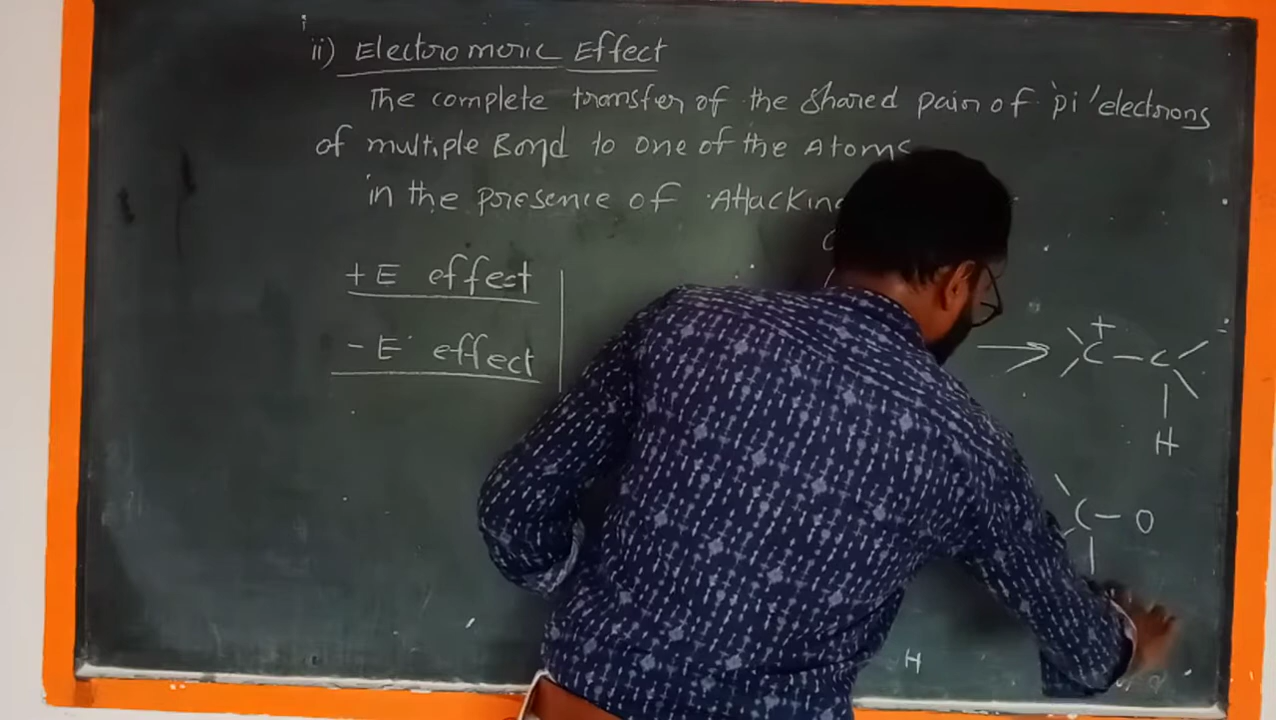 ii) Electromeric Effect
The complete transfer of the shared pair of 'pi' electrons
of multiple Bond to one of the Atoms
in the presence of Attacking
+E effect
- E effect
+
C - C
H
C - O
H